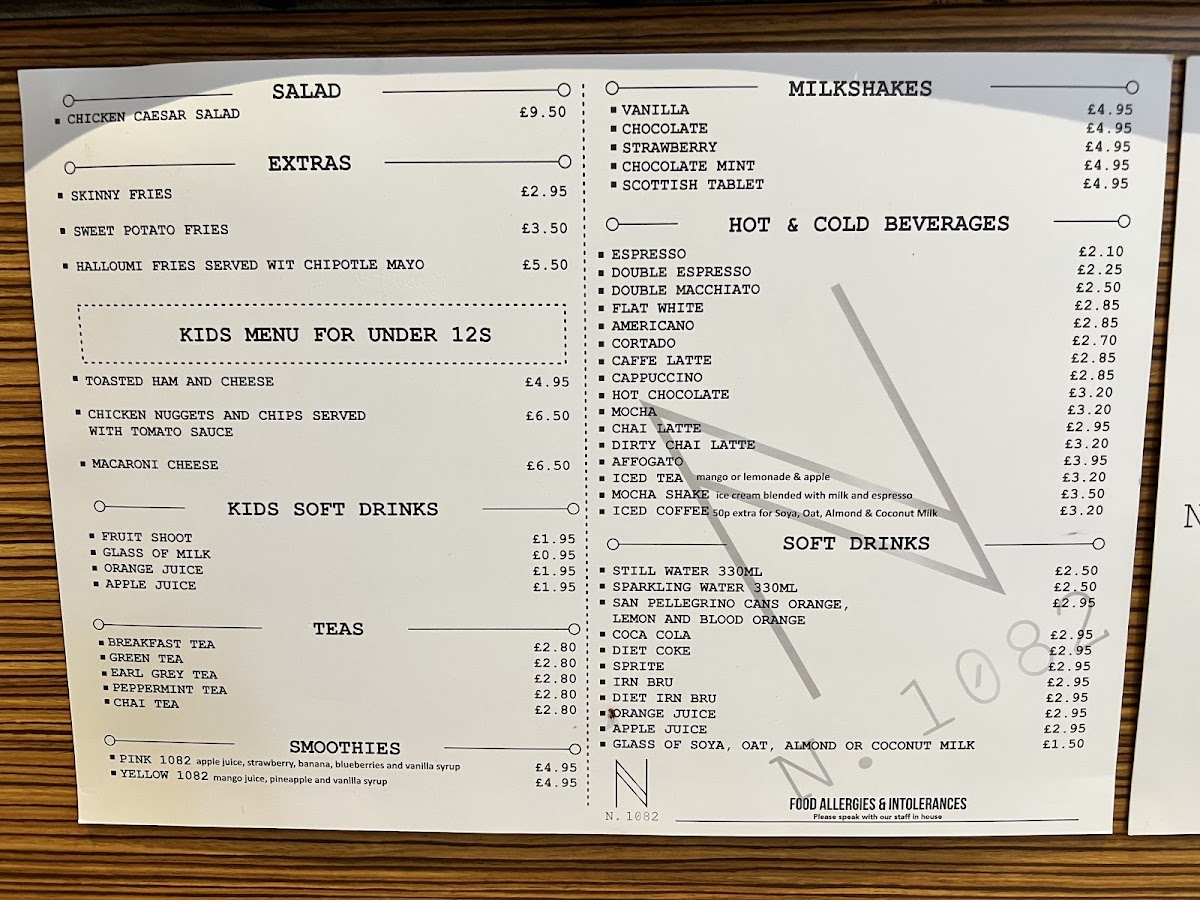 SALAD
CHICKEN CAESAR SALAD £9.50
EXTRAS
SKINNY FRIES £2.95
SWEET POTATO FRIES £3.50
HALLOUMI FRIES SERVED WIT CHIPOTLE MAYO £5.50
KIDS MENU FOR UNDER 12S
TOASTED HAM AND CHEESE £4.95
CHICKEN NUGGETS AND CHIPS SERVED £6.50
WITH TOMATO SAUCE
MACARONI CHEESE £6.50
KIDS SOFT DRINKS
FRUIT SHOOT £1.95
GLASS OF MILK £0.95
ORANGE JUICE £1.95
APPLE JUICE £1.95
TEAS
BREAKFAST TEA £2.80
GREEN TEA £2.80
EARL GREY TEA £2.80
PEPPERMINT TEA £2.80
CHAI TEA £2.80
SMOOTHIES
PINK 1082 apple juice, strawberry, banana, blueberries and vanilla syrup £4.95
YELLOW 1082 mango juice, pineapple and vanilla syrup £4.95
MILKSHAKES
VANILLA £4.95
CHOCOLATE £4.95
STRAWBERRY £4.95
CHOCOLATE MINT £4.95
SCOTTISH TABLET £4.95
HOT & COLD BEVERAGES
ESPRESSO £2.10
DOUBLE ESPRESSO £2.25
DOUBLE MACCHIATO £2.50
FLAT WHITE £2.85
AMERICANO £2.85
CORTADO £2.70
CAFFE LATTE £2.85
CAPPUCCINO £2.85
HOT CHOCOLATE £3.20
MOCHA £3.20
CHAI LATTE £2.95
DIRTY CHAI LATTE £3.20
AFFOGATO £3.95
ICED TEA mango or lemonade & apple £3.20
MOCHA SHAKE ice cream blended with milk and espresso £3.50
ICED COFFEE 50p extra for Soya, Oat, Almond & Coconut Milk £3.20
SOFT DRINKS
STILL WATER 330ML £2.50
SPARKLING WATER 330ML £2.50
SAN PELLEGRINO CANS ORANGE, £2.95
LEMON AND BLOOD ORANGE
COCA COLA £2.95
DIET COKE £2.95
SPRITE £2.95
IRN BRU £2.95
DIET IRN BRU £2.95
ORANGE JUICE £2.95
APPLE JUICE £2.95
GLASS OF SOYA, OAT, ALMOND OR COCONUT MILK £1.50
N. 1082
N
N. 1082
FOOD ALLERGIES & INTOLERANCES
Please speak with our staff in house
N